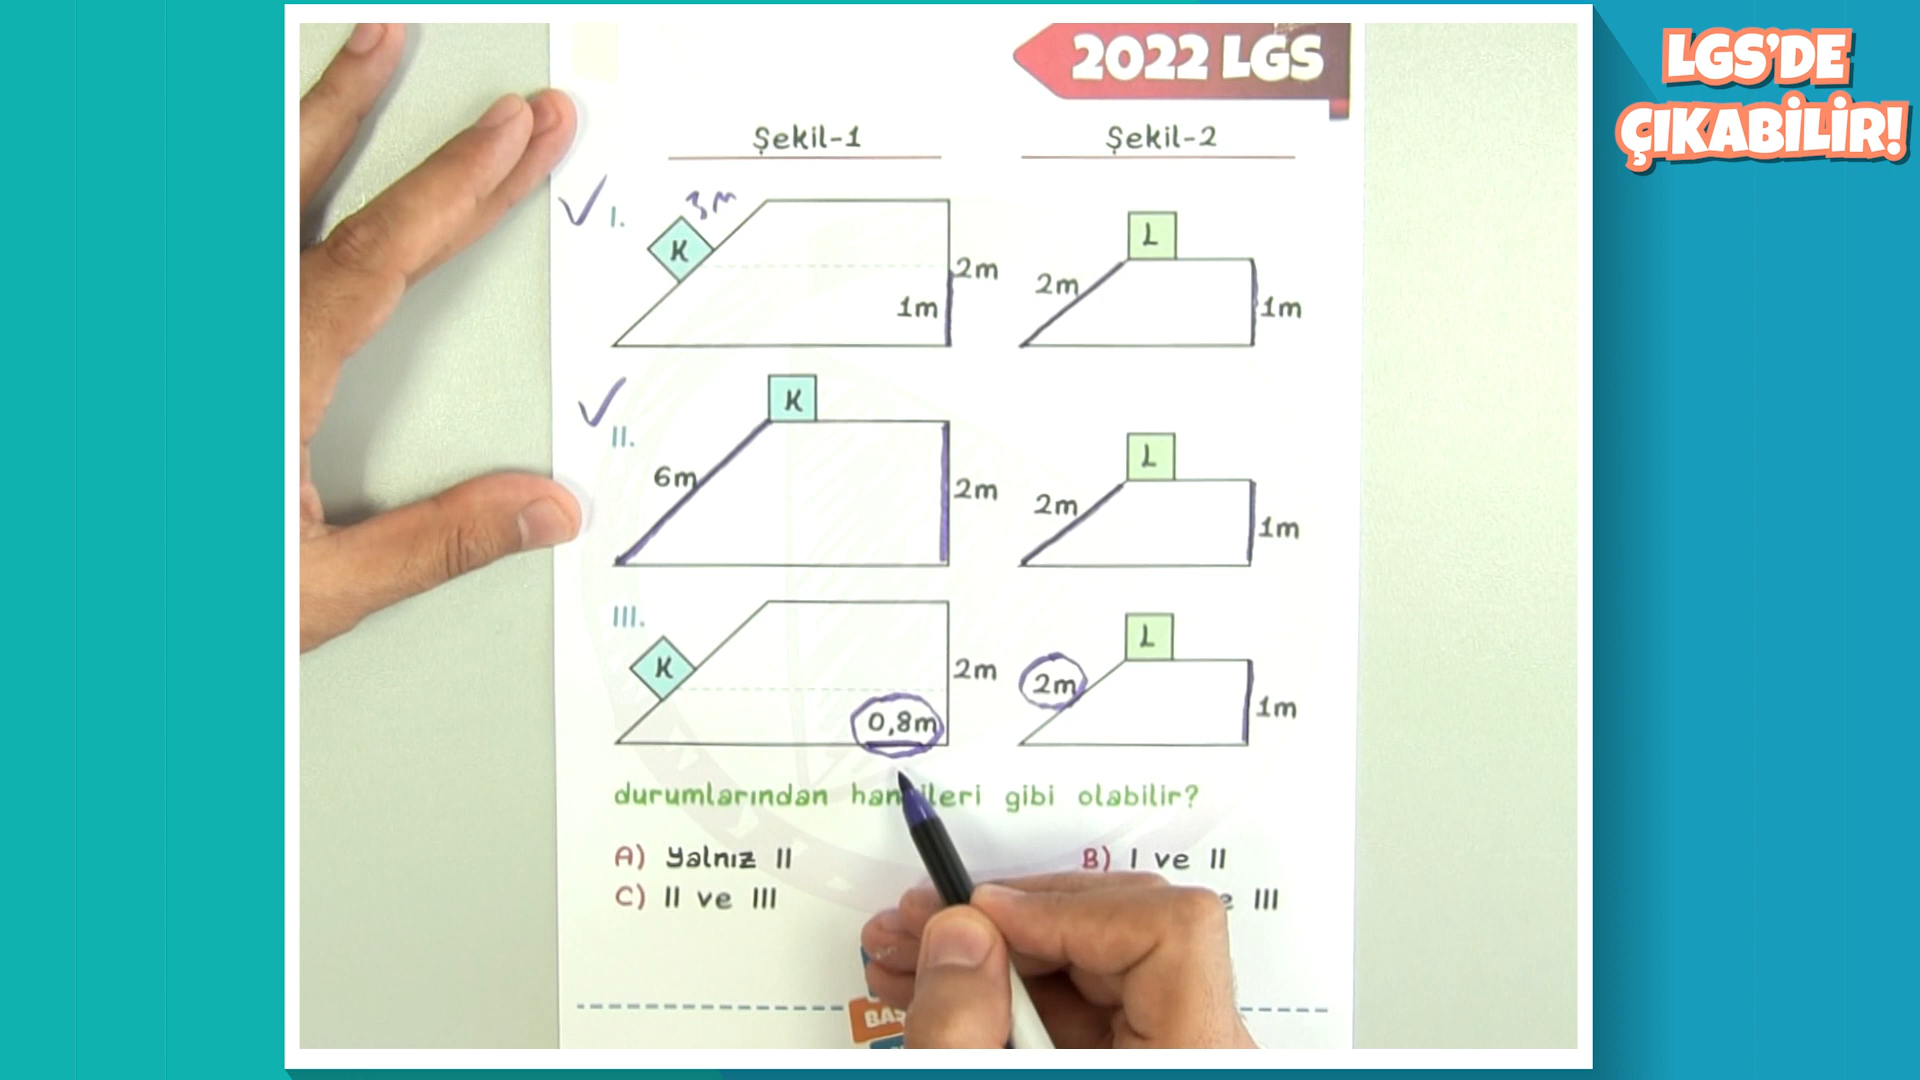 2022 LGS
LGS'DE
ÇIKABİLİR!
Şekil-1
Şekil-2
I.
3m
K
2m
1m
L
2m
1m
II.
K
6m
2m
L
2m
1m
III.
K
2m
0,8m
L
2m
1m
durumlarından gibi olabilir?
A) Yalnız II
B) I ve II
C) II ve III
III